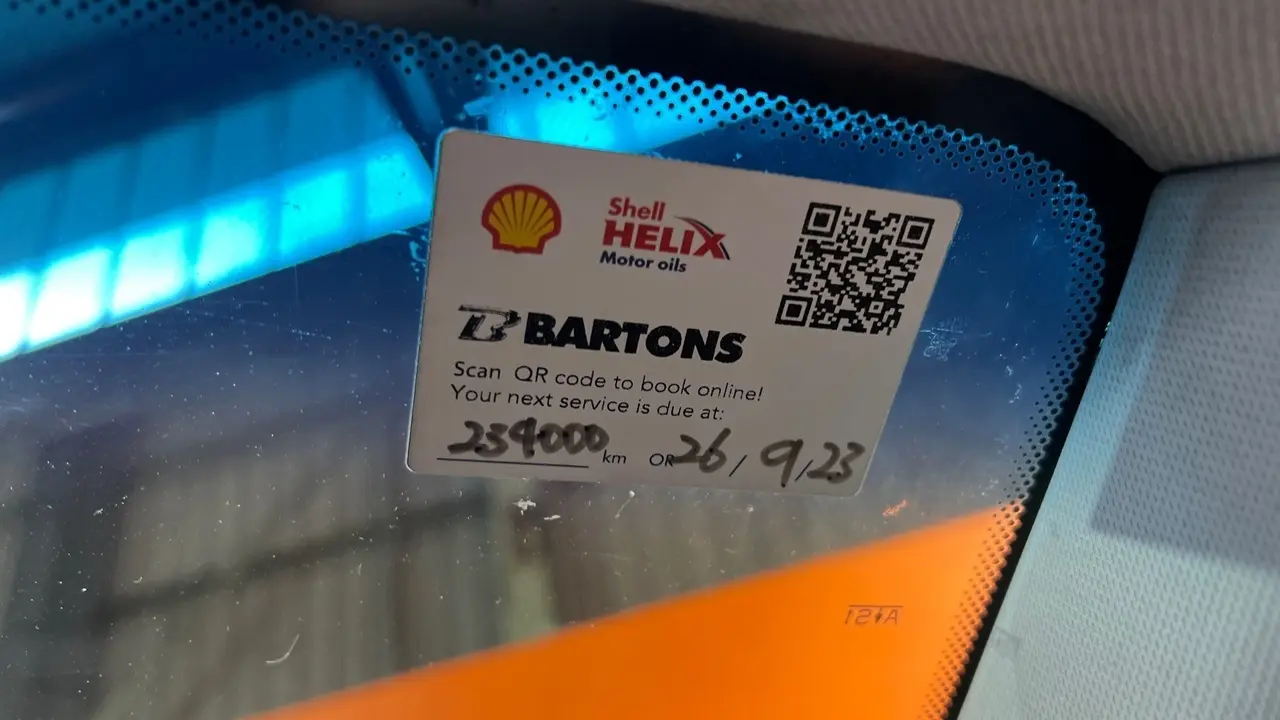 Shell
HELIX
Motor oils
BARTONS
Scan QR code to book online!
Your next service is due at:
234000 km OR 26/9/23